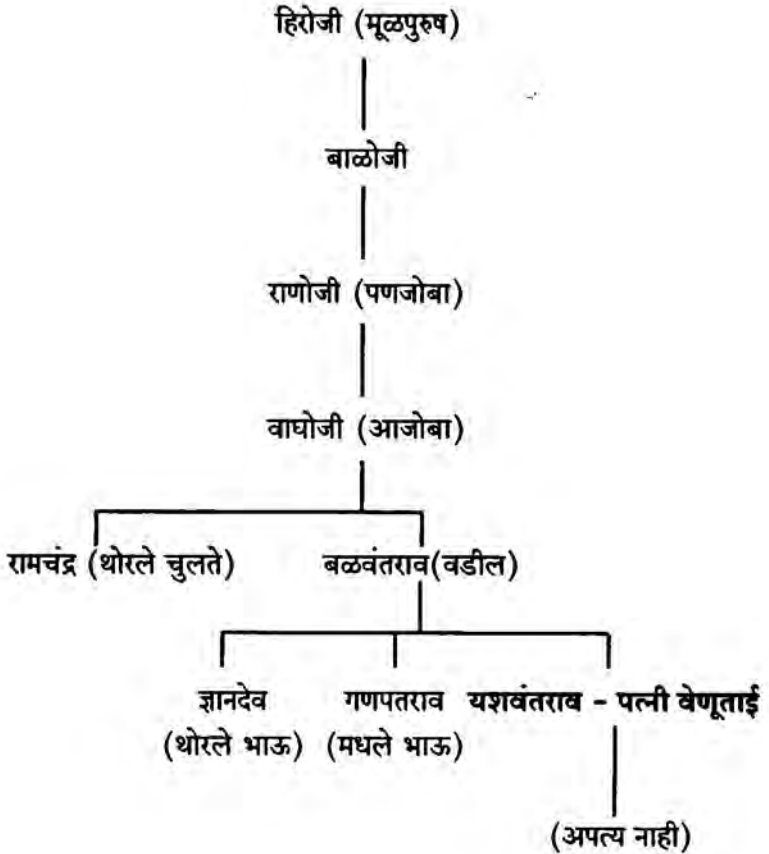 हिरोजी (मूळपुरुष)
बाळोजी
राणोजी (पणजोबा)
वाघोजी (आजोबा)
रामचंद्र (थोरले चुलते) बळवंतराव(वडील)
ज्ञानदेव गणपतराव यशवंतराव - पत्नी वेणूताई
(थोरले भाऊ) (मधले भाऊ)
(अपत्य नाही)